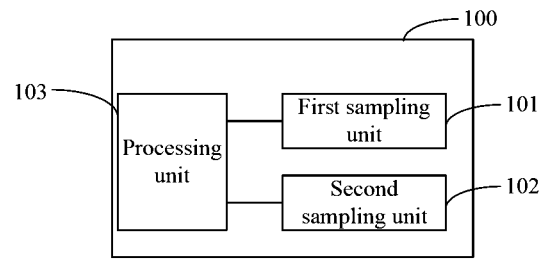 100
103
First sampling
unit
101
Processing
unit
Second
sampling unit
102